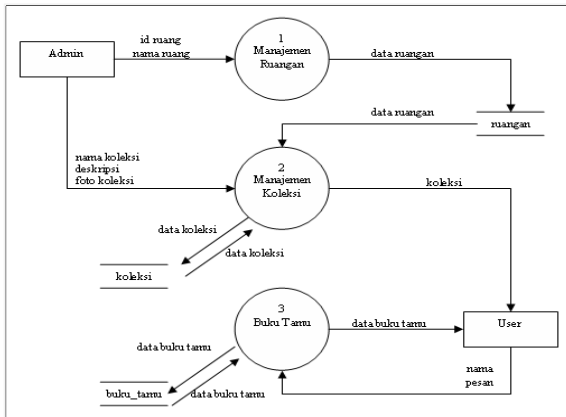 id ruang
nama ruang
Admin
1
Manajemen
Ruangan
data ruangan
data ruangan
ruangan
nama koleksi
deskripsi
foto koleksi
2
Manajemen
Koleksi
koleksi
data koleksi
data koleksi
koleksi
3
Buku Tamu
data buku tamu
User
data buku tamu
nama
pesan
buku_tamu
data buku tamu